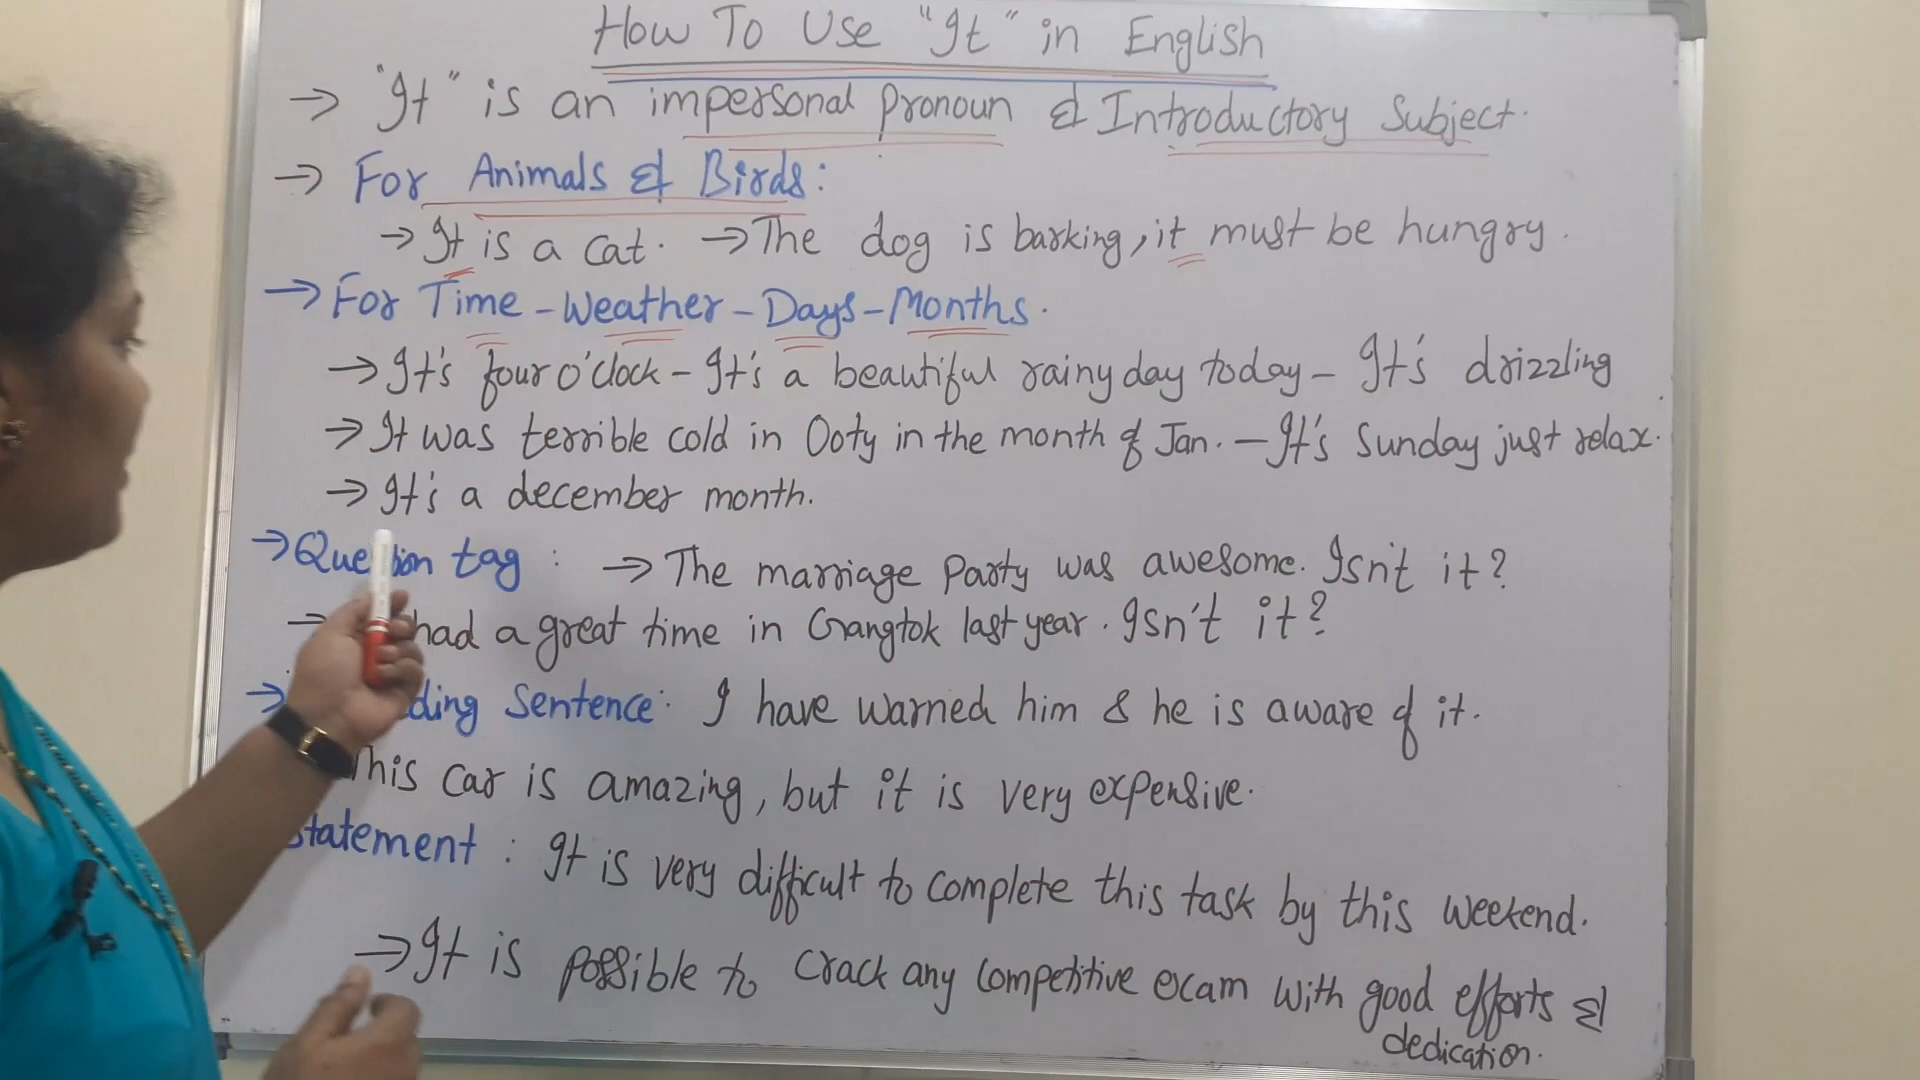 How To Use "It" in English
→ "It" is an impersonal pronoun & Introductory Subject.
→ For Animals & Birds:
→ It is a cat. → The dog is barking, it must be hungry.
→ For Time - Weather - Days - Months.
→ It's four o'clock - It's a beautiful rainy day today - It's drizzling
→ It was terrible cold in Ooty in the month of Jan. - It's Sunday just relax.
→ It's a december month.
→ Question tag : → The marriage Party was awesome. Isn't it?
→ had a great time in Gangtok last year. Isn't it?
→ Sentence: I have warned him & he is aware of it.
This car is amazing, but it is very expensive.
Statement : It is very difficult to complete this task by this weekend.
→ It is possible to crack any competitive exam with good efforts &
dedication.